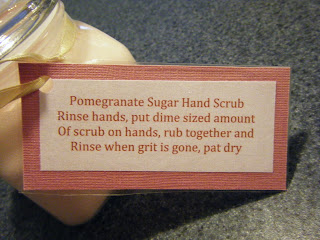 Pomegranate Sugar Hand Scrub
Rinse hands, put dime sized amount
Of scrub on hands, rub together and
Rinse when grit is gone, pat dry